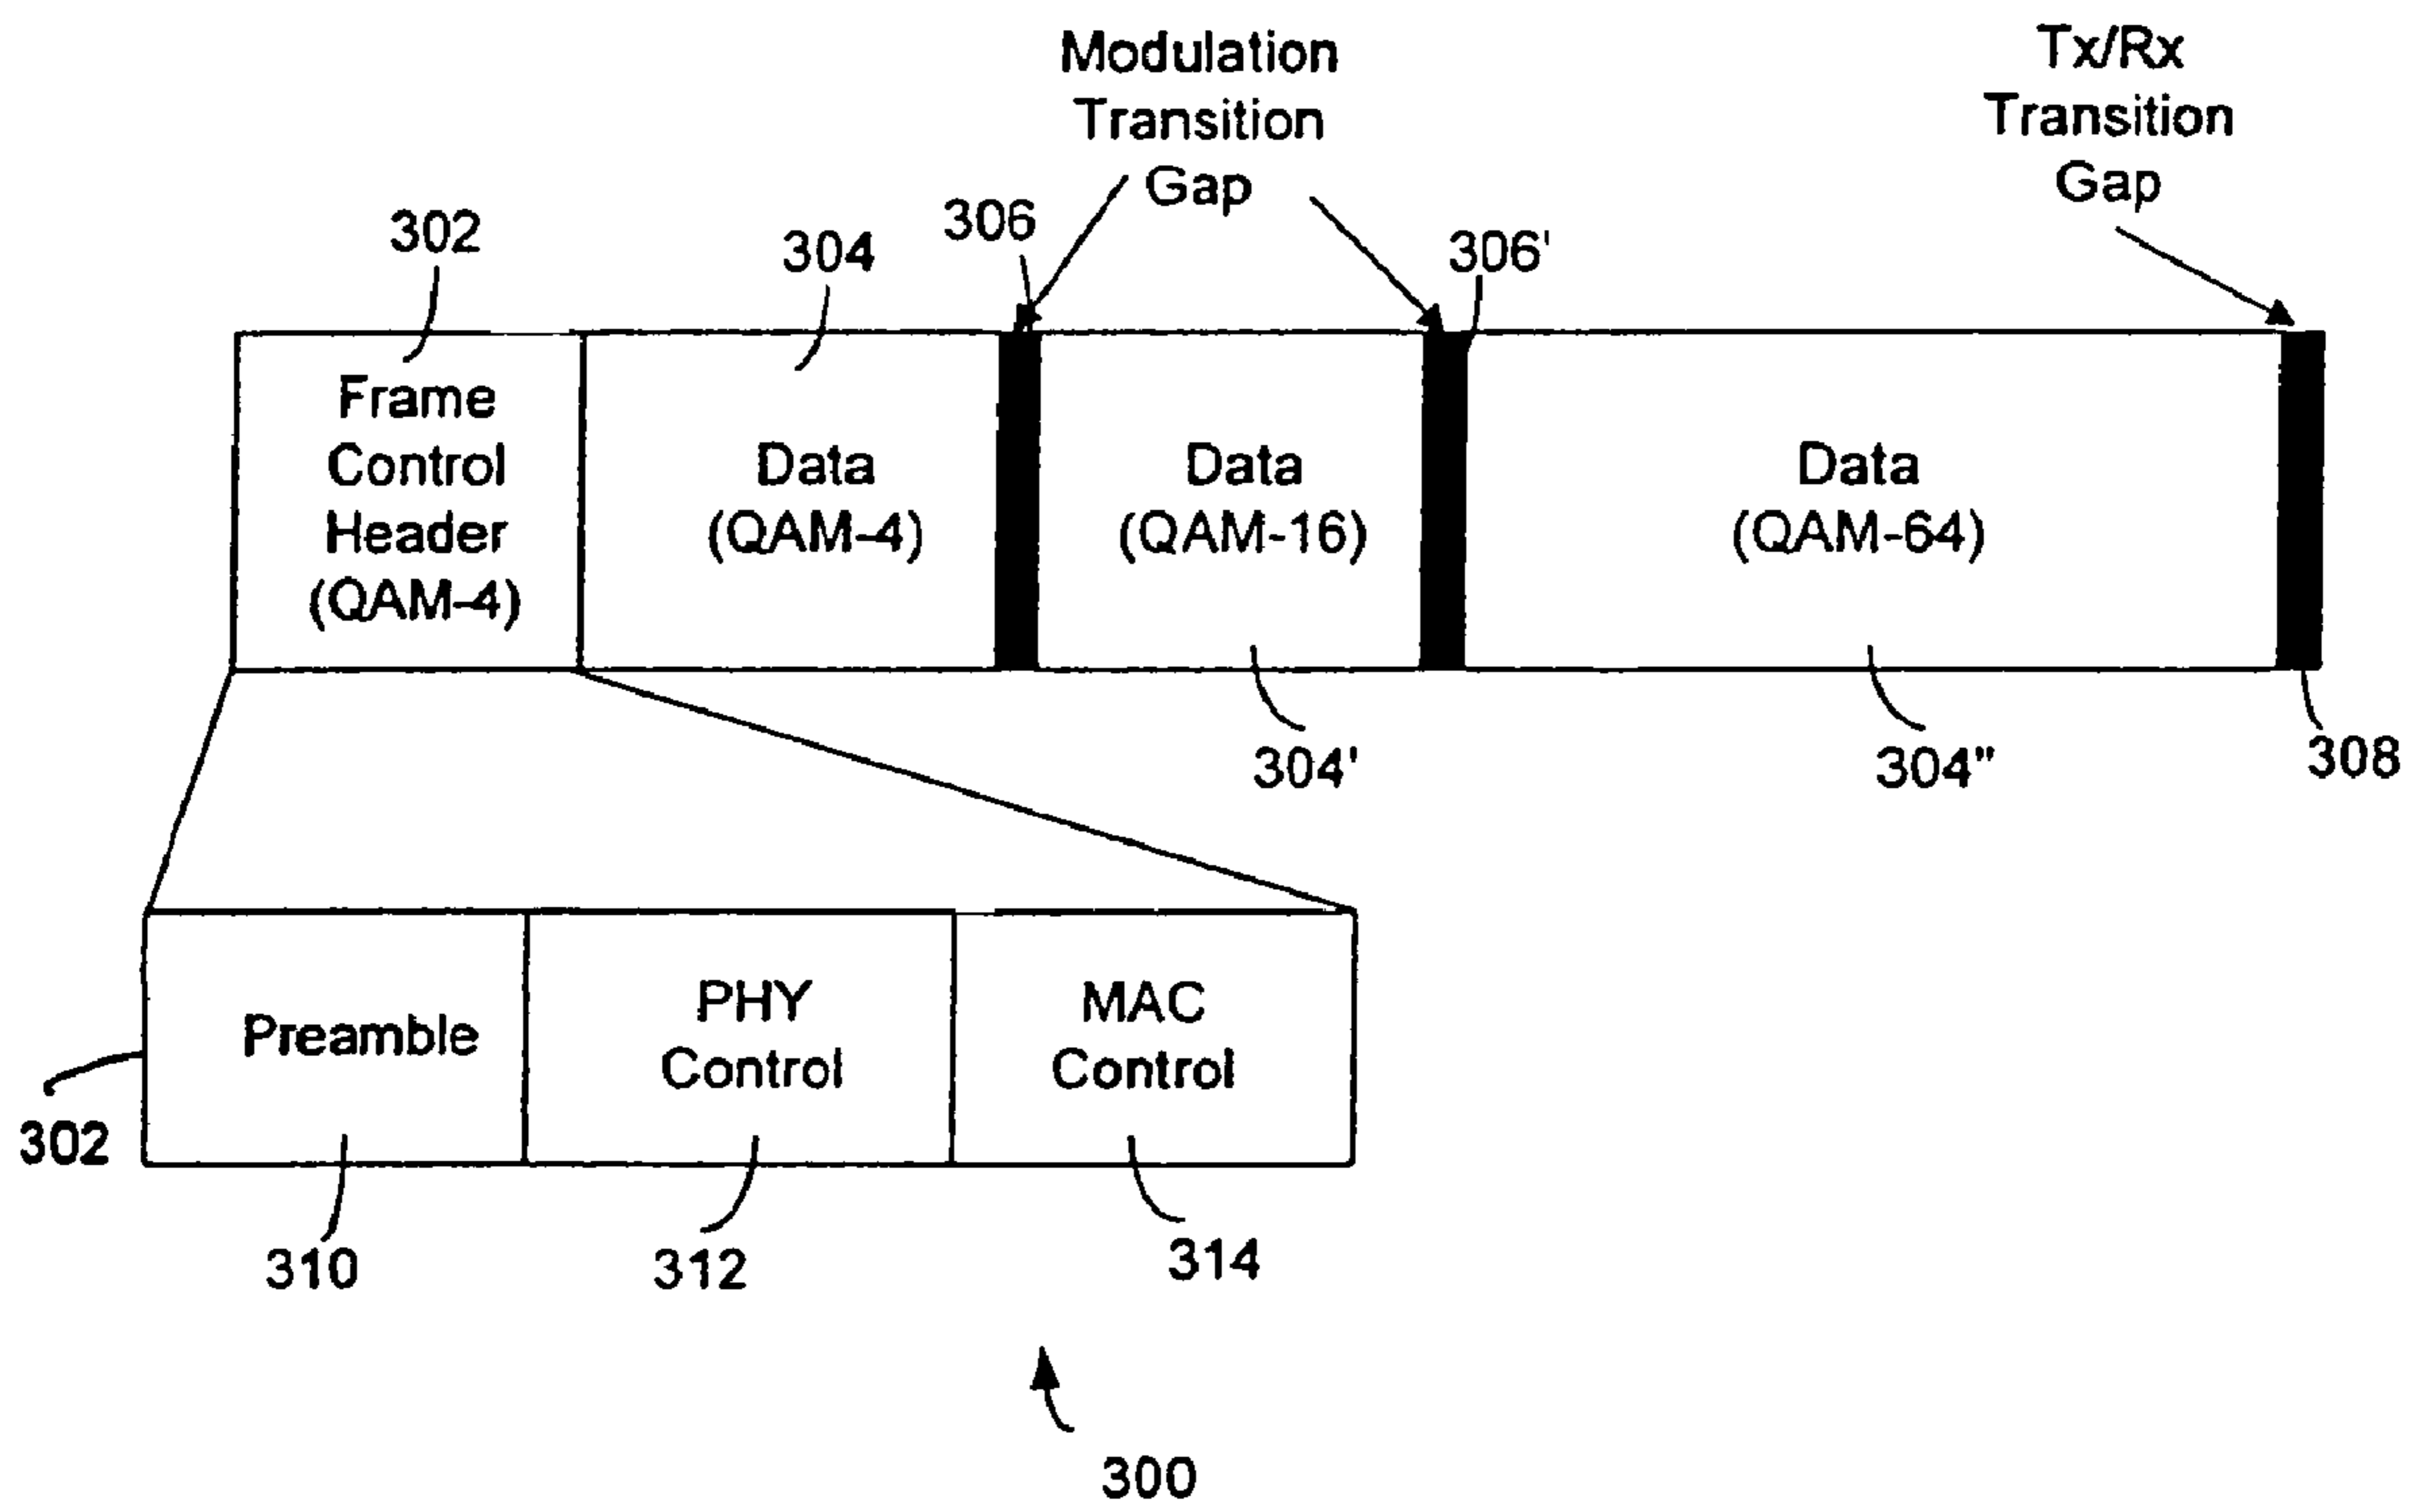 Modulation
Transition
Gap
Tx/Rx
Transition
Gap
302
304
306
306'
Frame
Control
Header
(QAM-4)
Data
(QAM-4)
Data
(QAM-16)
Data
(QAM-64)
304'
304"
308
Preamble
PHY
Control
MAC
Control
302
310
312
314
300